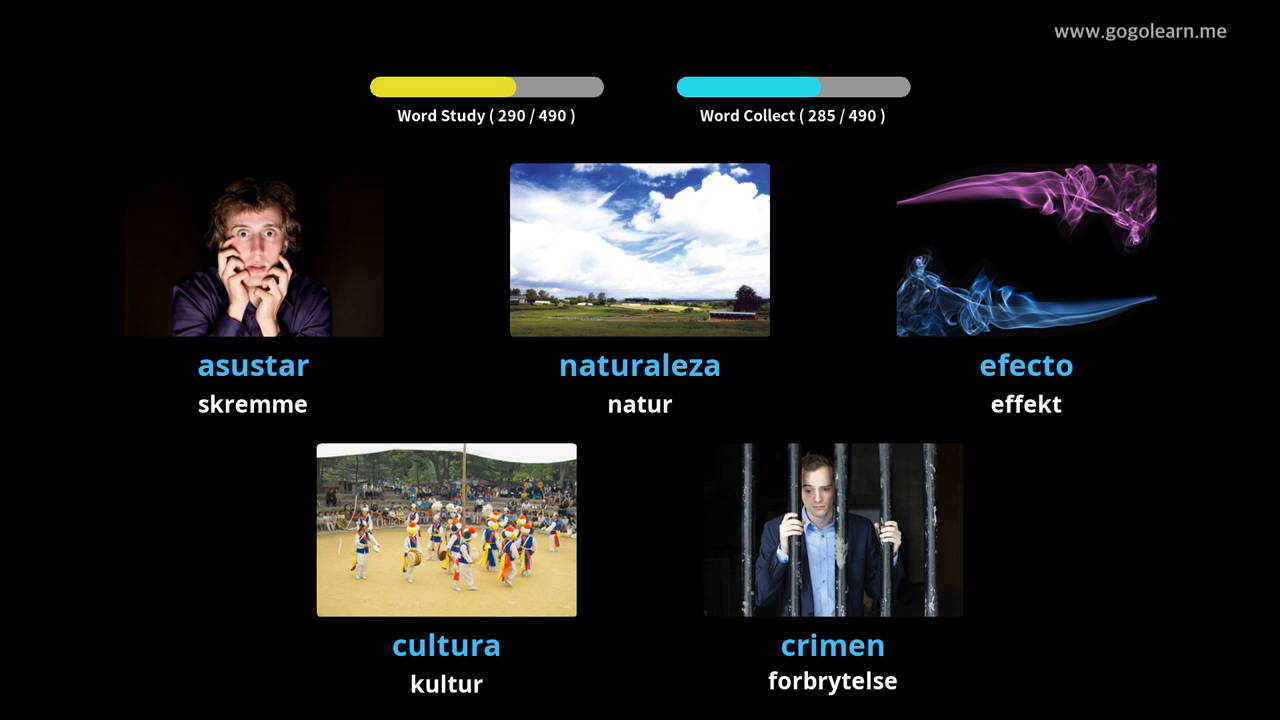 www.gogolearn.me
Word Study ( 290 / 490 )
Word Collect ( 285 / 490 )
asustar
skremme
naturaleza
natur
efecto
effekt
cultura
kultur
crimen
forbrytelse